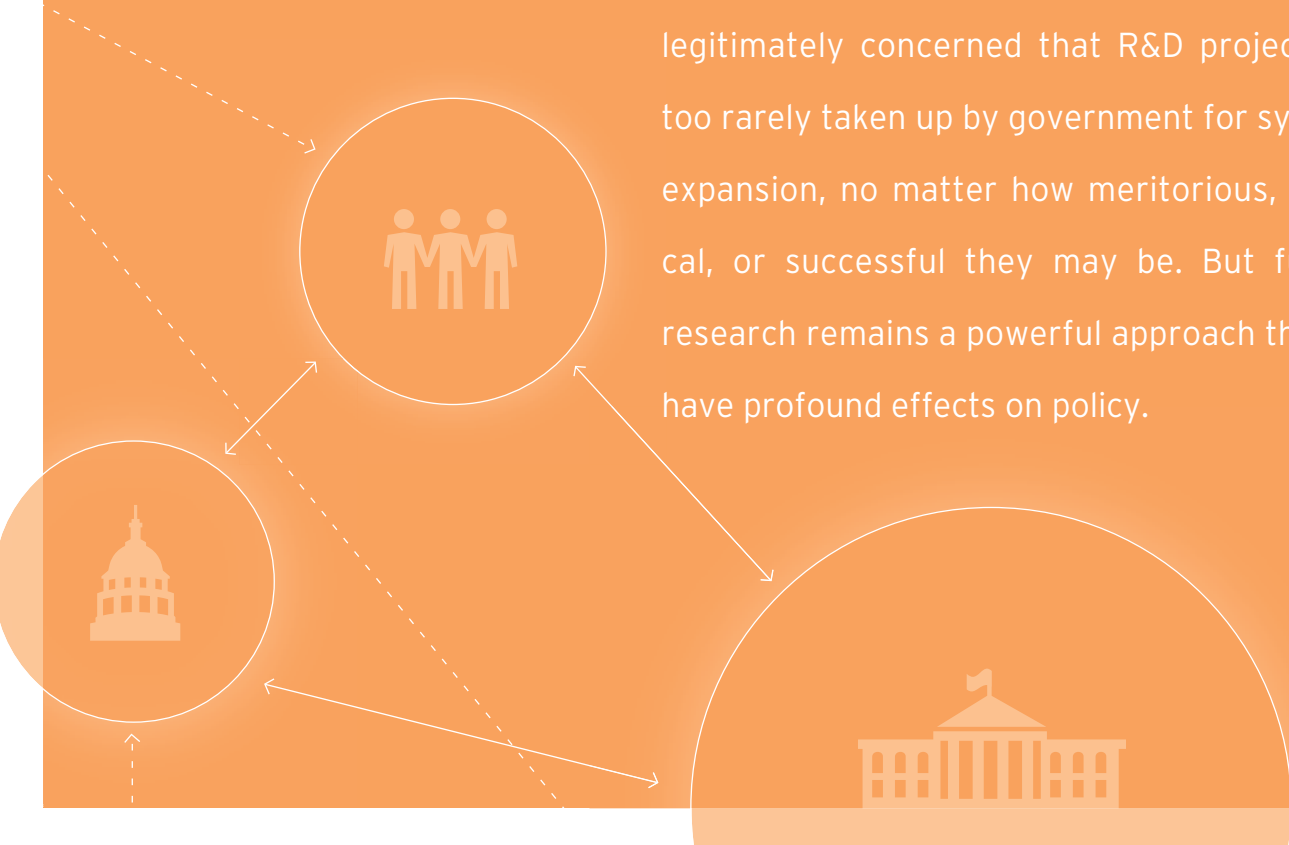 legitimately concerned that R&D projec
too rarely taken up by government for sy
expansion, no matter how meritorious,
cal, or successful they may be. But f
research remains a powerful approach th
have profound effects on policy.